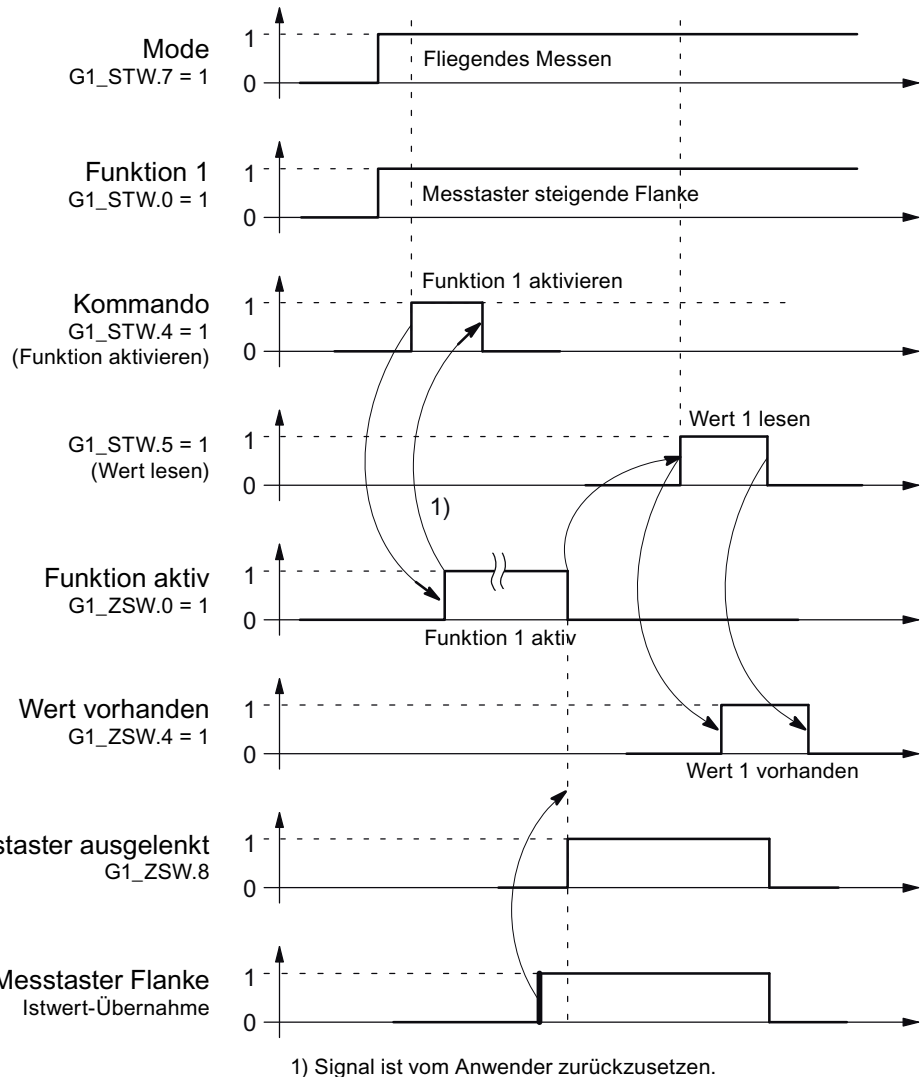 Mode
G1_STW.7 = 1
1
0
Fliegendes Messen
Funktion 1
G1_STW.0 = 1
1
0
Messtaster steigende Flanke
Kommando
G1_STW.4 = 1
(Funktion aktivieren)
1
0
Funktion 1 aktivieren
G1_STW.5 = 1
(Wert lesen)
1
0
Wert 1 lesen
1)
Funktion aktiv
G1_ZSW.0 = 1
1
0
Funktion 1 aktiv
Wert vorhanden
G1_ZSW.4 = 1
1
0
Wert 1 vorhanden
staster ausgelenkt
G1_ZSW.8
1
0
Messtaster Flanke
Istwert-Übernahme
1
0
1) Signal ist vom Anwender zurückzusetzen.